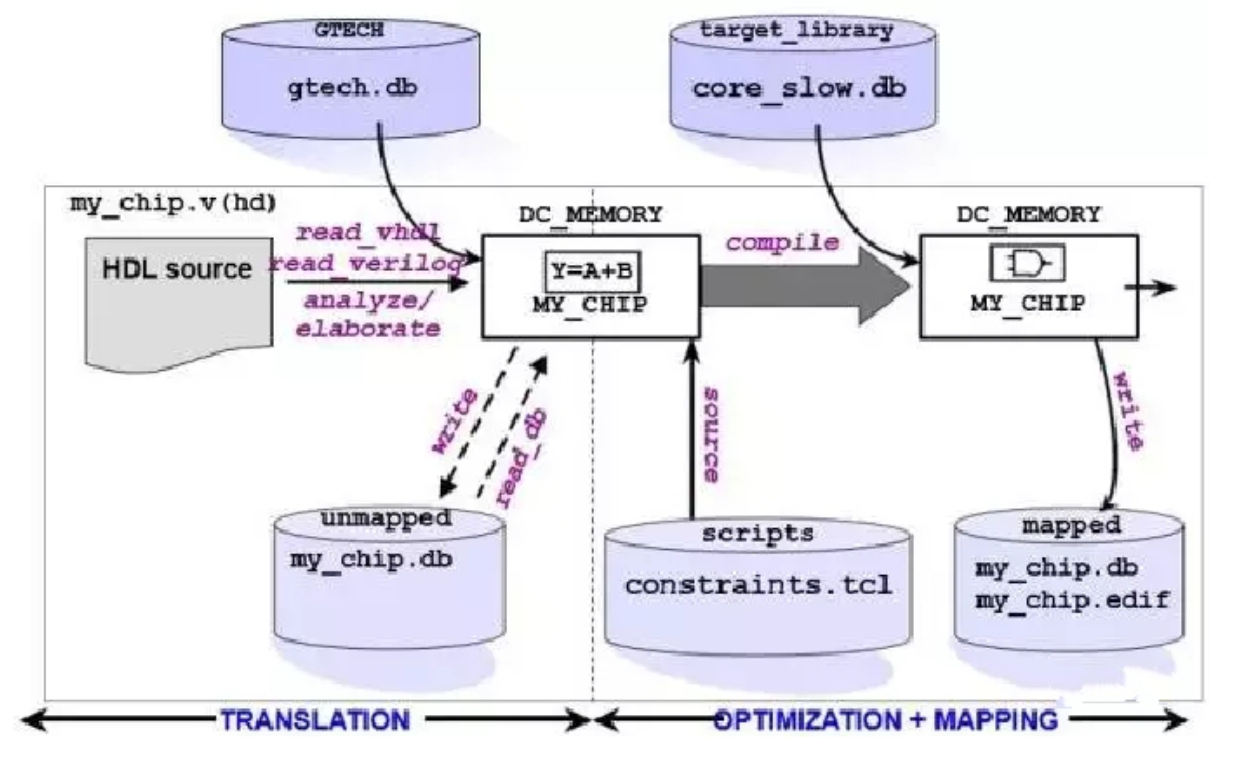 GTECH
gtech.db
target_library
core_slow.db
my_chip.v(hd)
HDL source
read_vhdl
read_verilog
analyze/
elaborate
DC_MEMORY
Y=A+B
MY_CHIP
compile
DC_MEMORY
MY_CHIP
write
read_db
source
write
unmapped
my_chip.db
scripts
constraints.tcl
mapped
my_chip.db
my_chip.edif
TRANSLATION
OPTIMIZATION + MAPPING